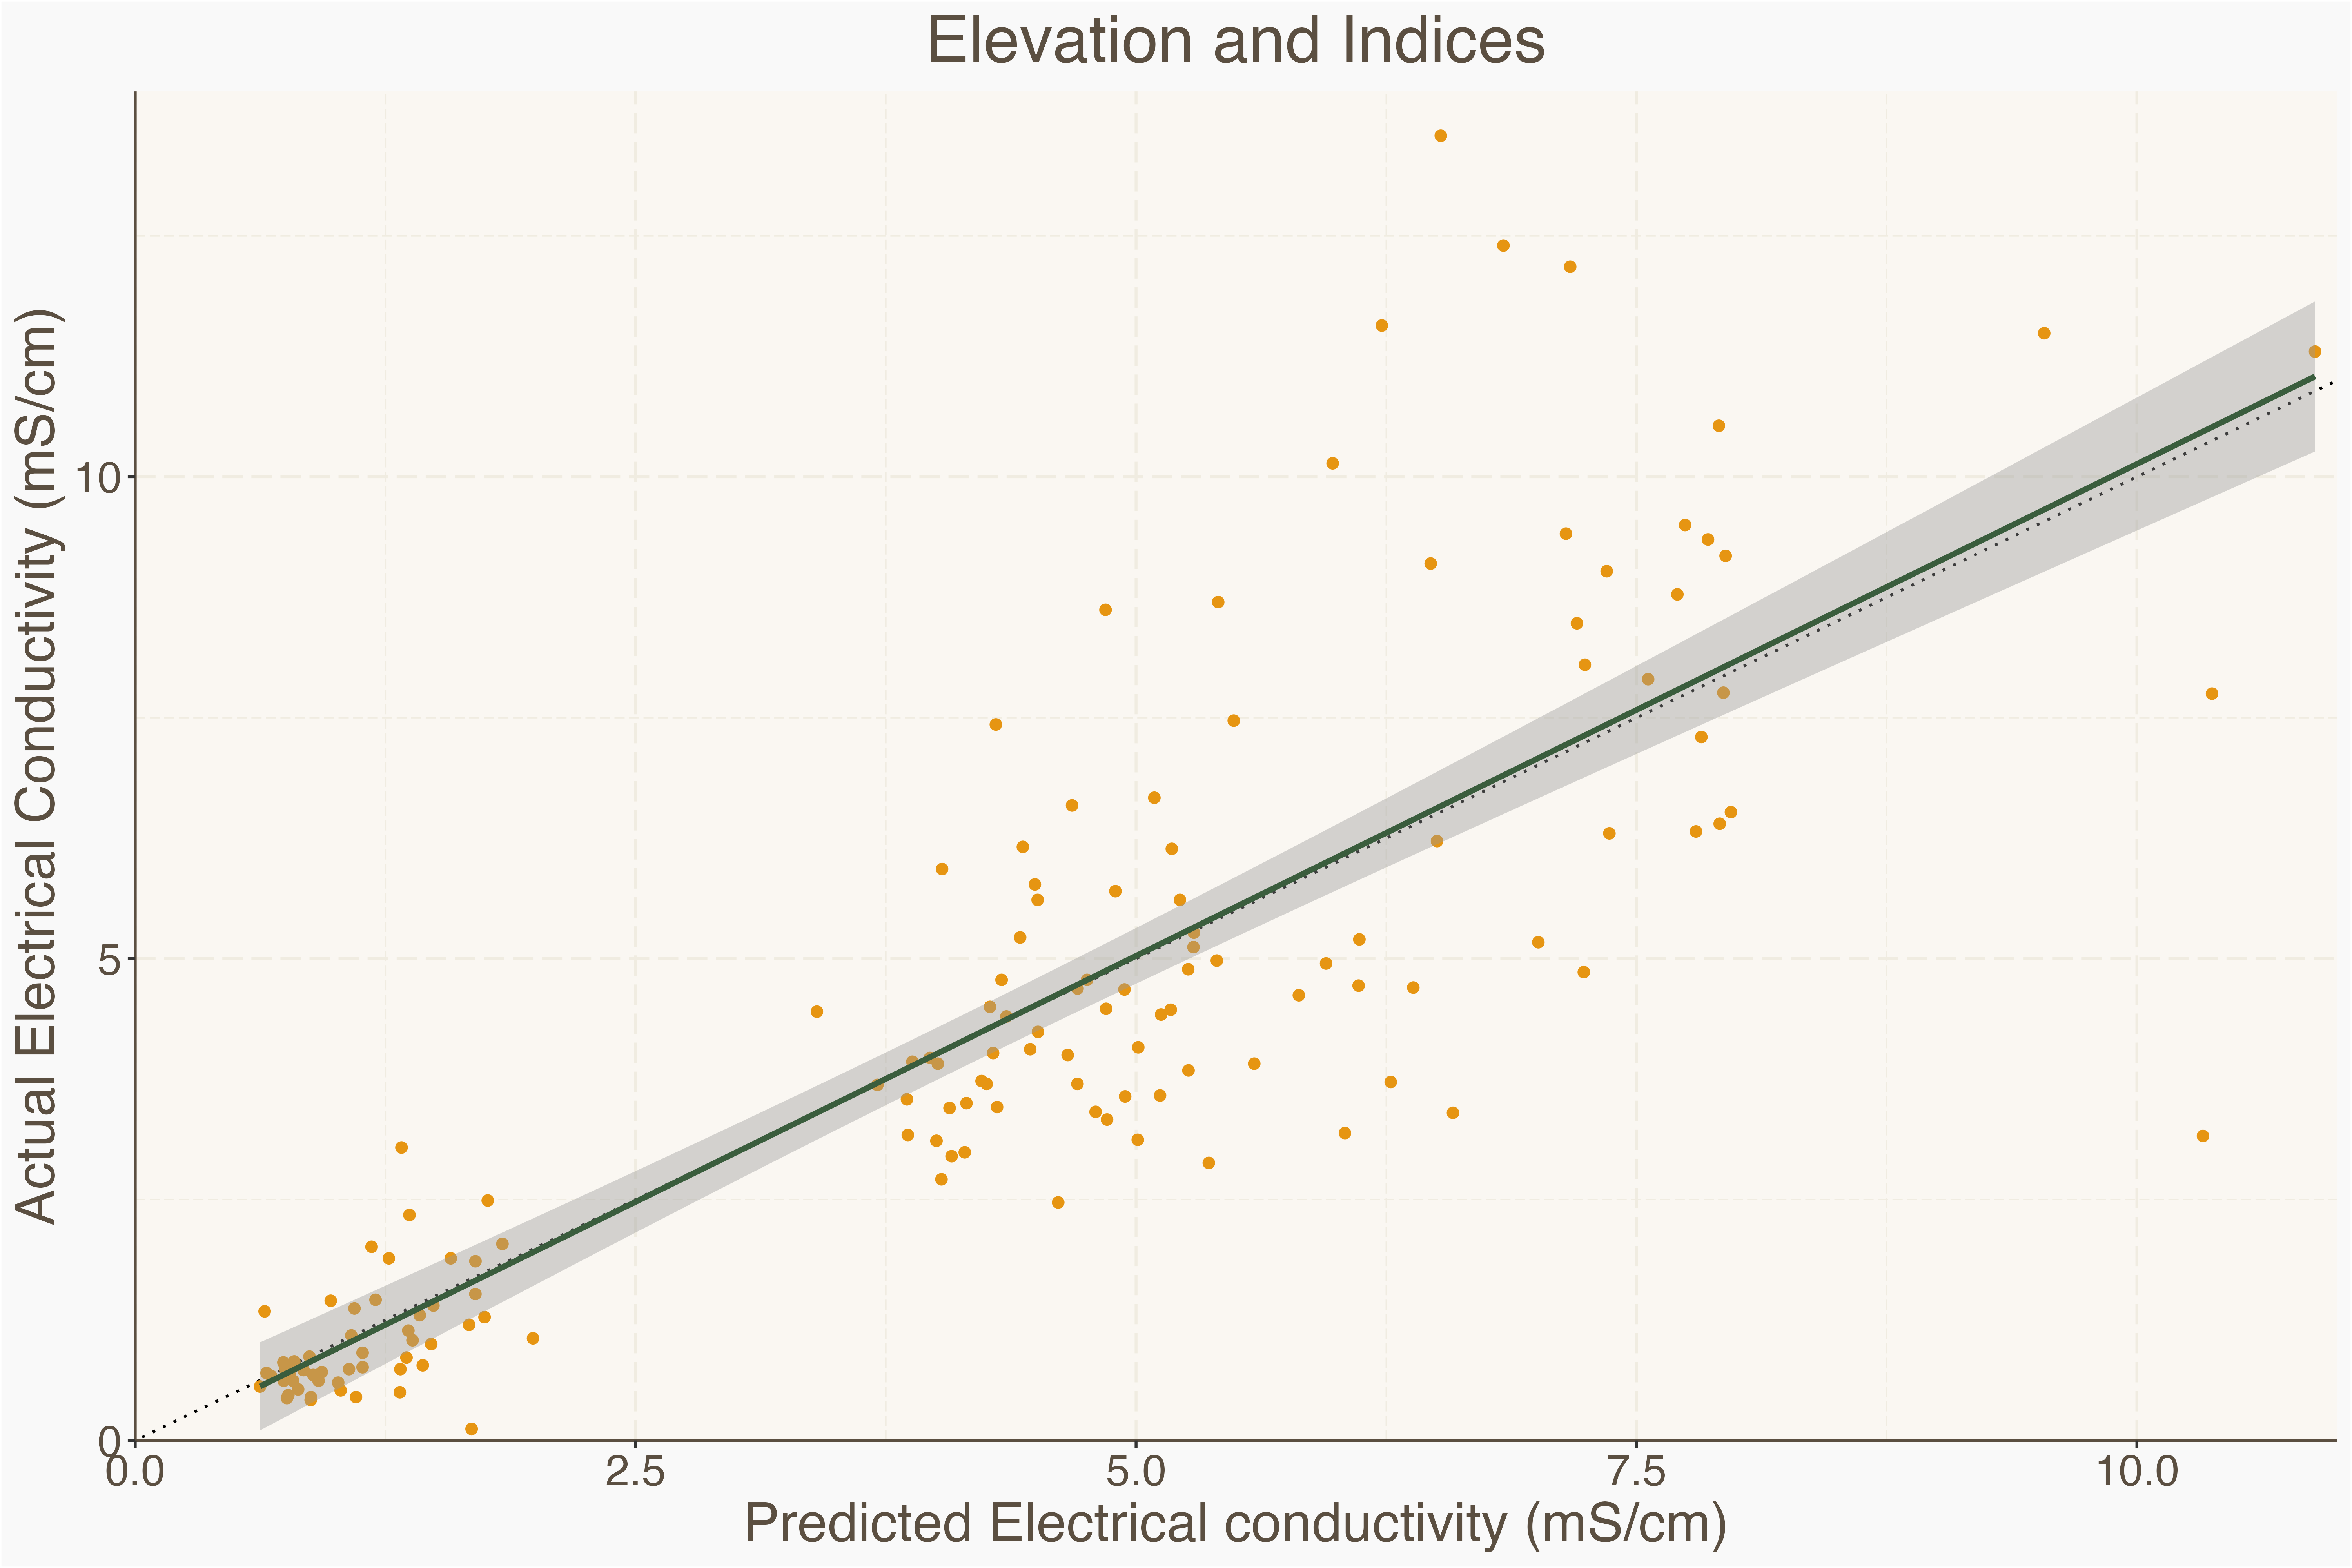 Elevation and Indices
Actual Electrical Conductivity (mS/cm)
10
5
0
0.0 2.5 5.0 7.5 10.0
Predicted Electrical conductivity (mS/cm)